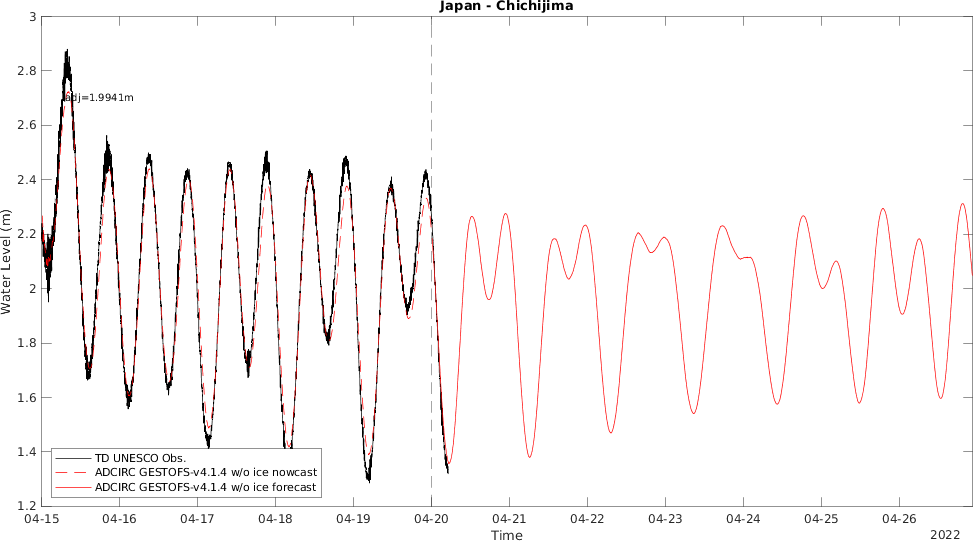 Japan - Chichijima
3
2.8
2.6
2.4
2.2
2
1.8
1.6
1.4
1.2
Water Level (m)
adj=1.9941m
TD UNESCO Obs.
ADCIRC GESTOFS-v4.1.4 w/o ice nowcast
ADCIRC GESTOFS-v4.1.4 w/o ice forecast
04-15 04-16 04-17 04-18 04-19 04-20 04-21 04-22 04-23 04-24 04-25 04-26
Time
2022